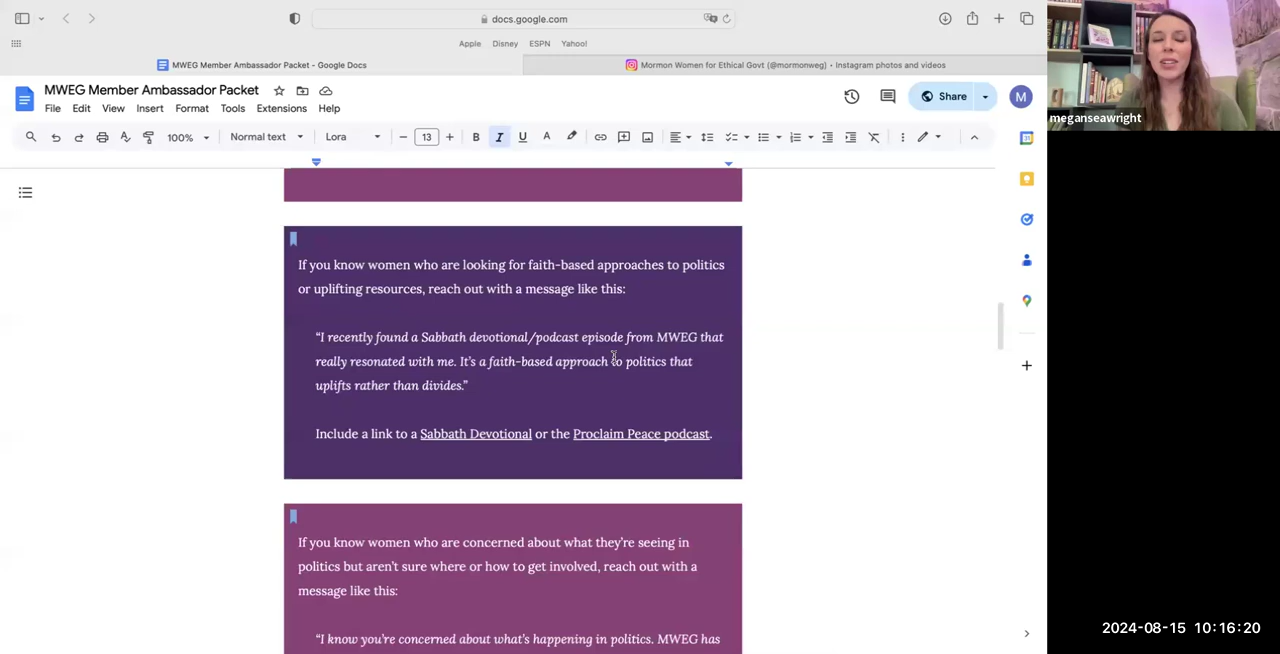 docs.google.com
Apple Disney ESPN Yahoo!
MWEG Member Ambassador Packet - Google Docs
Mormon Women for Ethical Govt (@mormonweg) • Instagram photos and videos
MWEG Member Ambassador Packet
File Edit View Insert Format Tools Extensions Help
Share
M
100% Normal text Lora 13 B I U A
If you know women who are looking for faith-based approaches to politics
or uplifting resources, reach out with a message like this:
“I recently found a Sabbath devotional/podcast episode from MWEG that
really resonated with me. It’s a faith-based approach to politics that
uplifts rather than divides.”
Include a link to a Sabbath Devotional or the Proclaim Peace podcast.
If you know women who are concerned about what they’re seeing in
politics but aren’t sure where or how to get involved, reach out with a
message like this:
“I know you’re concerned about what’s happening in politics. MWEG has
meganseawright
2024-08-15 10:16:20